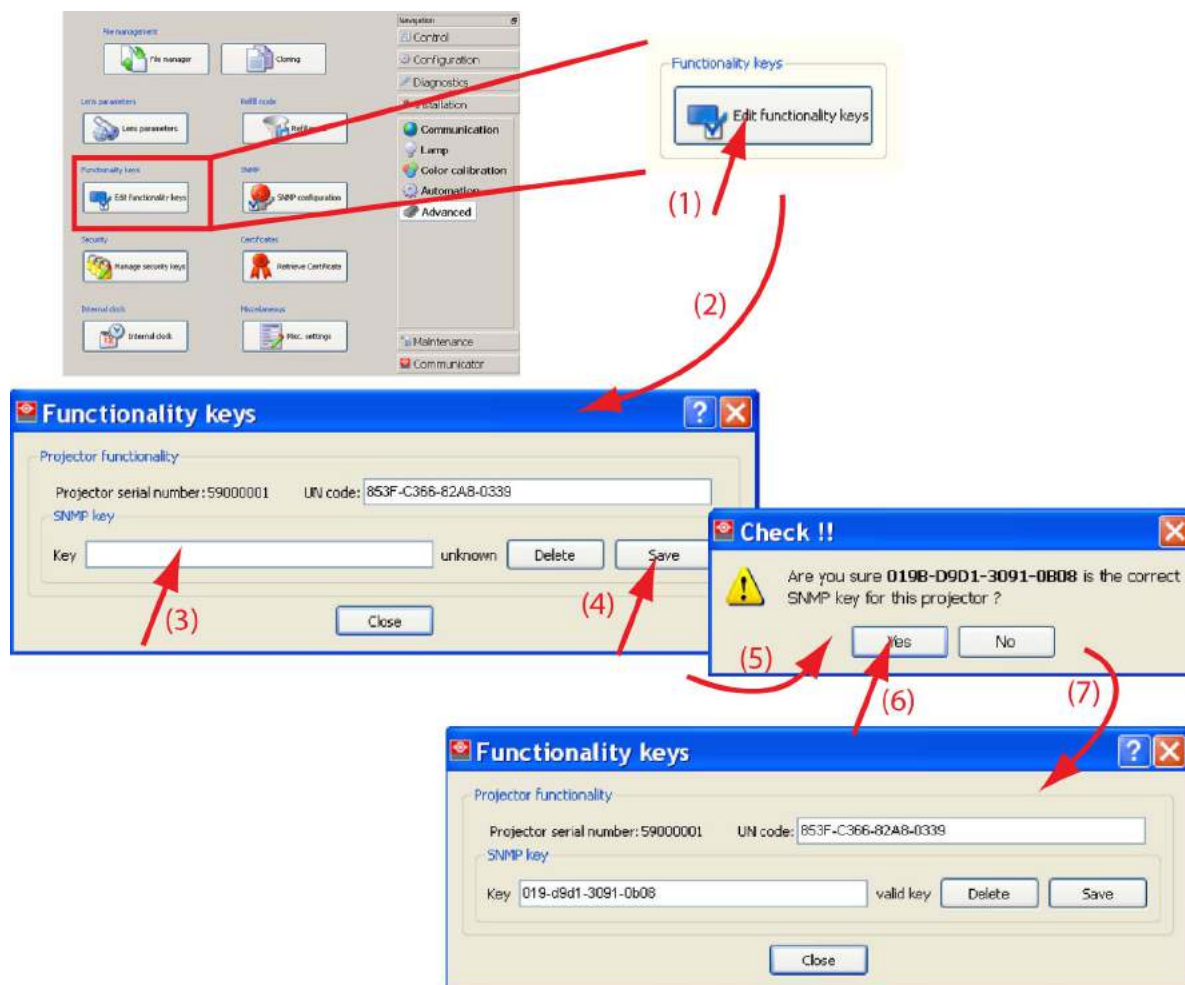 File management
File manager
Cloning
Lens parameters
Refill mode
Lens parameters
Functionality keys
SNMP
Edit functionality keys
SNMP configuration
Security
Certificates
Manage security keys
Retrieve Certificate
Internal clock
Miscelaneous
Internal clock
Misc. settings
Navigation
Control
Configuration
Diagnostics
Installation
Communication
Lamp
Color calibration
Automation
Advanced
Maintenance
Communicator
Functionality keys
Edit functionality keys
(1)
(2)
Functionality keys
Projector functionality
Projector serial number: 59000001 UN code: 853F-C366-82A8-0339
SNMP key
Key unknown Delete Save
(3)
(4)
Close
Check !!
Are you sure 019B-D9D1-3091-0B08 is the correct
SNMP key for this projector ?
Yes No
(5)
(6)
(7)
Functionality keys
Projector functionality
Projector serial number: 59000001 UN code: 853F-C366-82A8-0339
SNMP key
Key 019-d9d1-3091-0b08 valid key Delete Save
Close